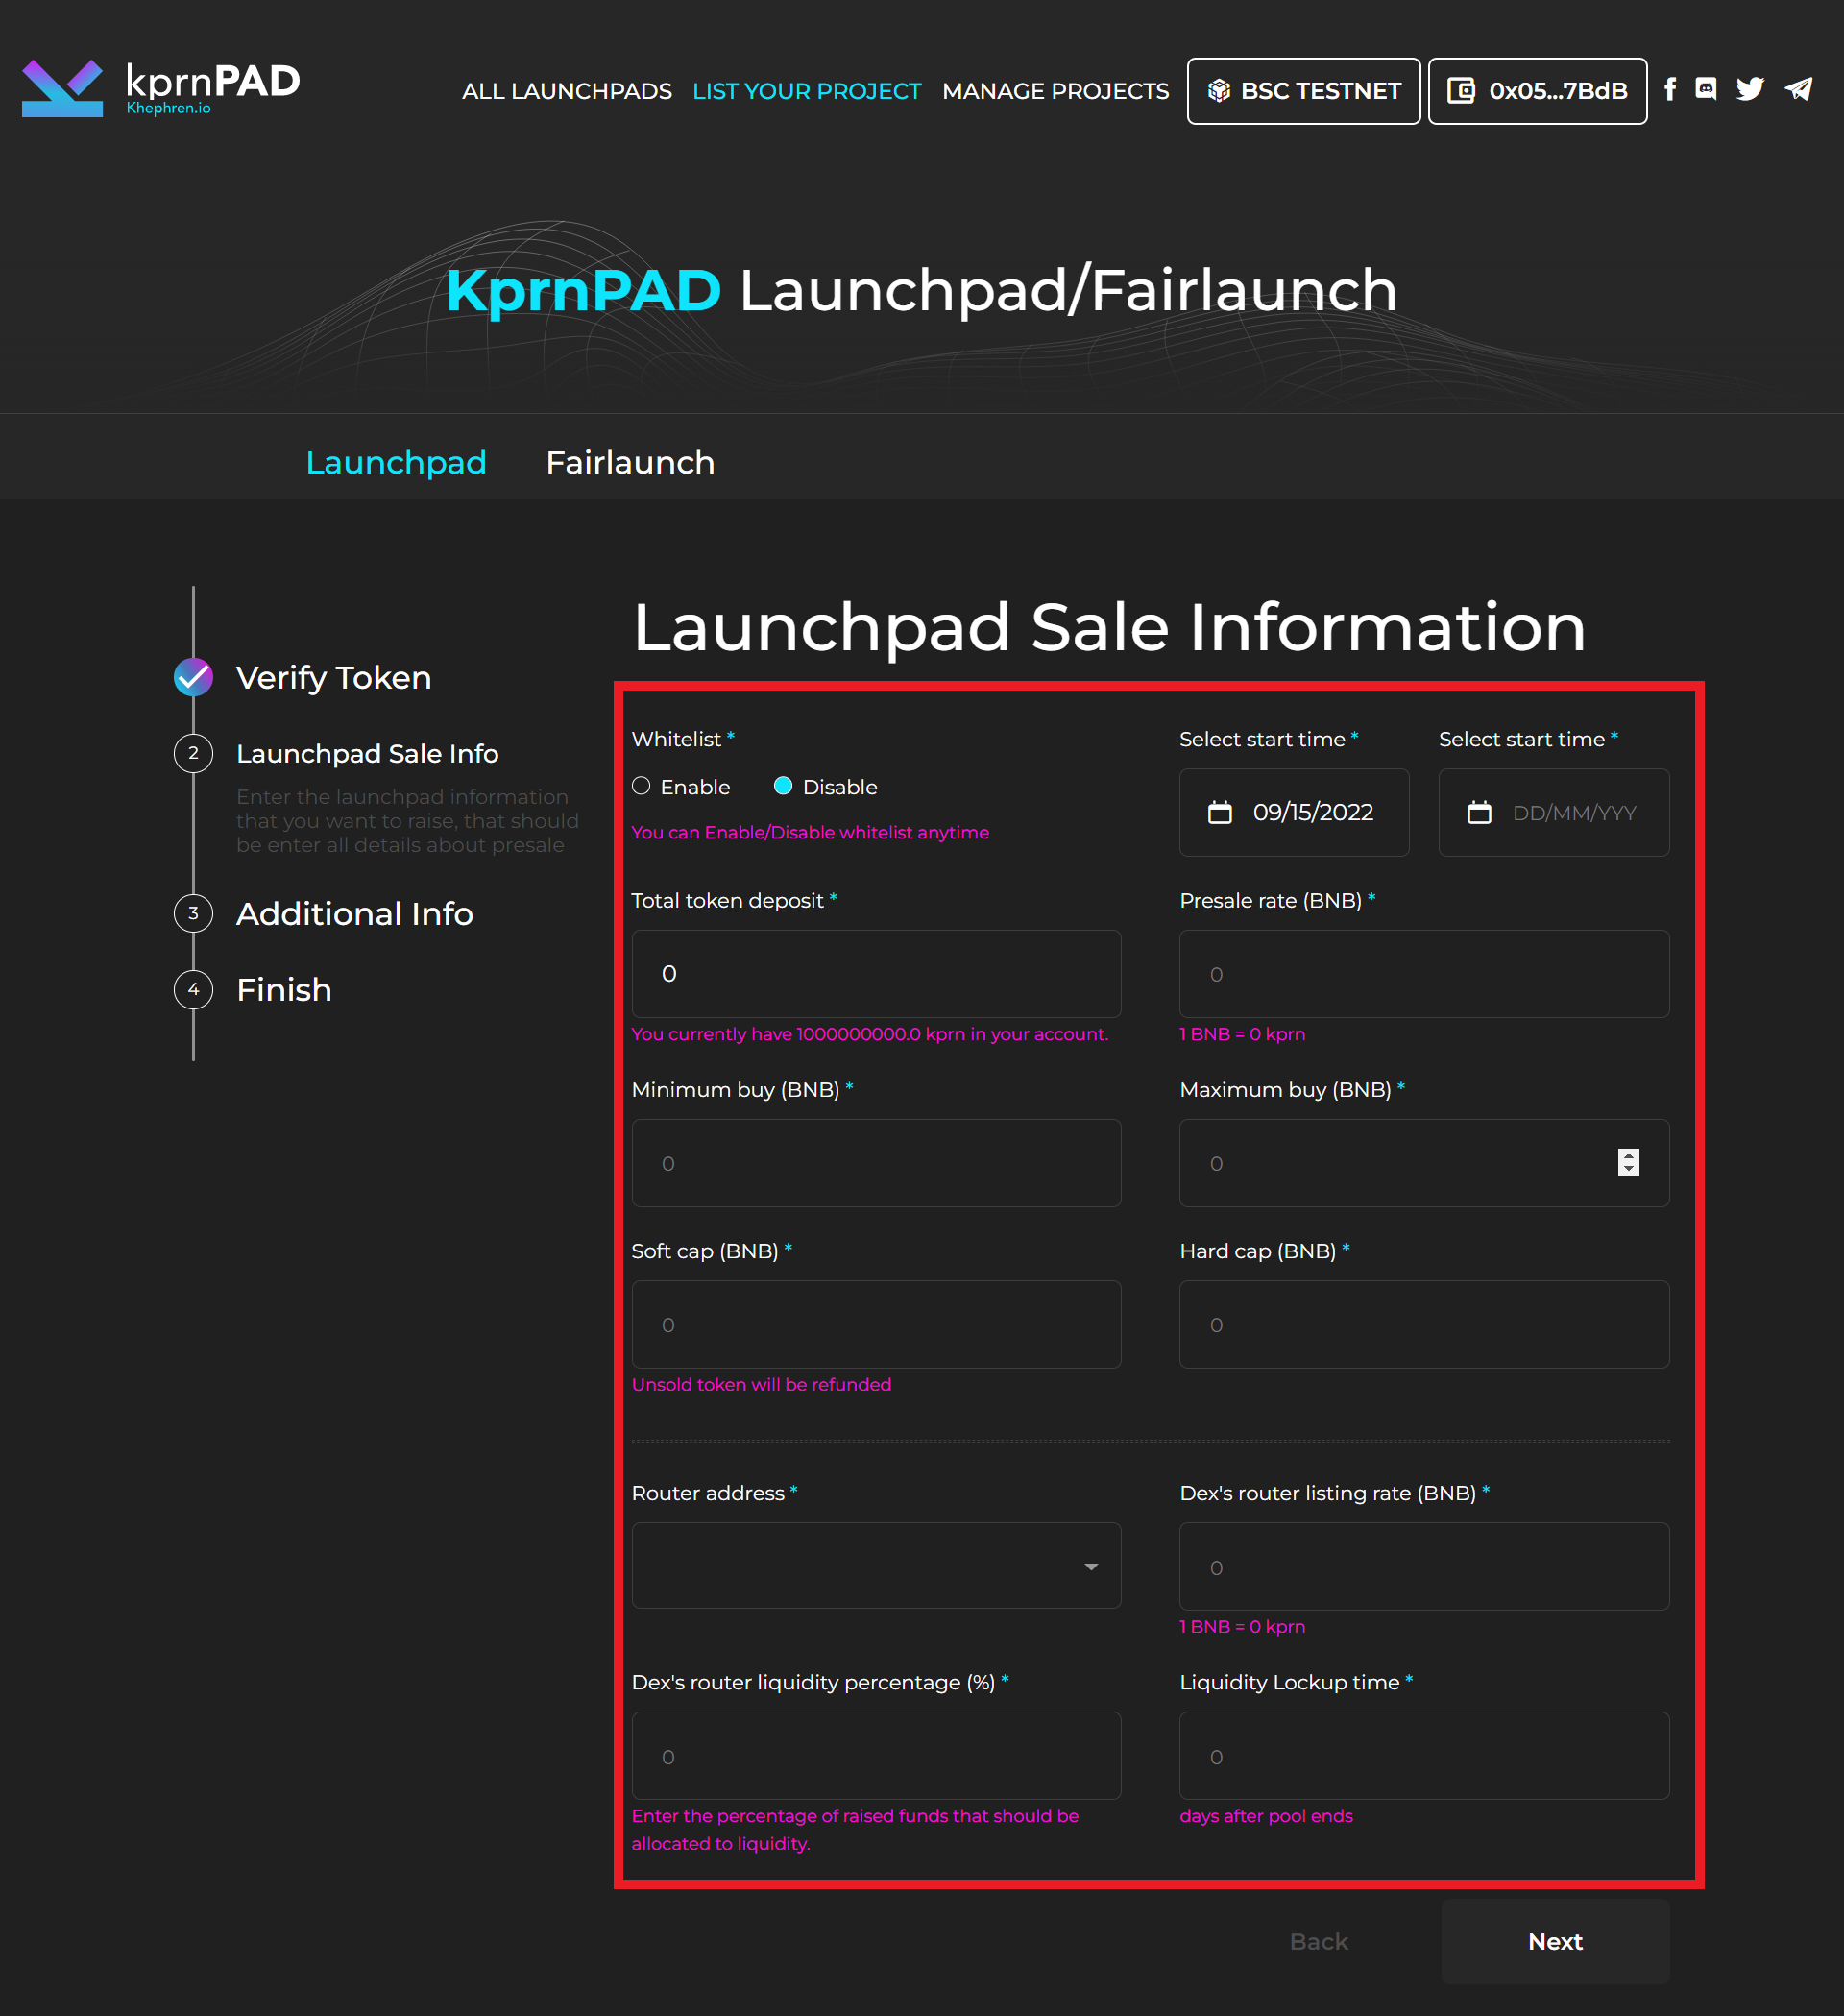 kprnPAD
Khephren.io
ALL LAUNCHPADS LIST YOUR PROJECT MANAGE PROJECTS BSC TESTNET 0x05...7BdB
KprnPAD Launchpad/Fairlaunch
Launchpad Fairlaunch
Verify Token
2 Launchpad Sale Info
Enter the launchpad information
that you want to raise, that should
be enter all details about presale
3 Additional Info
4 Finish
Launchpad Sale Information
Whitelist *
Enable Disable
You can Enable/Disable whitelist anytime
Select start time * Select start time *
09/15/2022 DD/MM/YYY
Total token deposit * Presale rate (BNB) *
0 0
You currently have 1000000000.0 kprn in your account. 1 BNB = 0 kprn
Minimum buy (BNB) * Maximum buy (BNB) *
0 0
Soft cap (BNB) * Hard cap (BNB) *
0 0
Unsold token will be refunded
Router address * Dex's router listing rate (BNB) *
0
1 BNB = 0 kprn
Dex's router liquidity percentage (%) * Liquidity Lockup time *
0 0
Enter the percentage of raised funds that should be
allocated to liquidity.
days after pool ends
Back Next